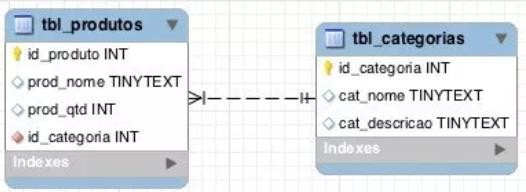 tbl_produtos
id_produto INT
prod_nome TINYTEXT
prod_qtd INT
id_categoria INT
Indexes
tbl_categorias
id_categoria INT
cat_nome TINYTEXT
cat_descricao TINYTEXT
Indexes